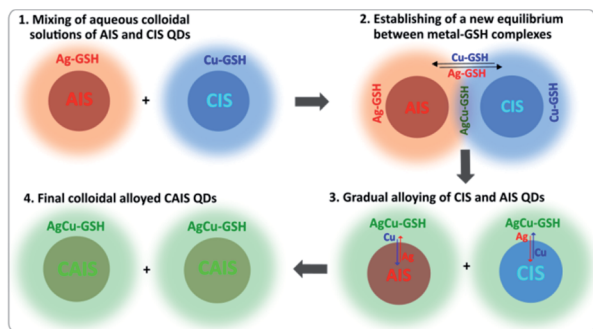 1. Mixing of aqueous colloidal
solutions of AIS and CIS QDs
Ag-GSH
Cu-GSH
AIS
+
CIS
2. Establishing of a new equilibrium
between metal-GSH complexes
Cu-GSH
Ag-GSH
Ag-GSH
AIS
AgCu-GSH
CIS
Cu-GSH
3. Gradual alloying of CIS and AIS QDs
AgCu-GSH
AgCu-GSH
Cu
Ag
AIS
+
Ag
Cu
CIS
4. Final colloidal alloyed CAIS QDs
AgCu-GSH
AgCu-GSH
CAIS
+
CAIS